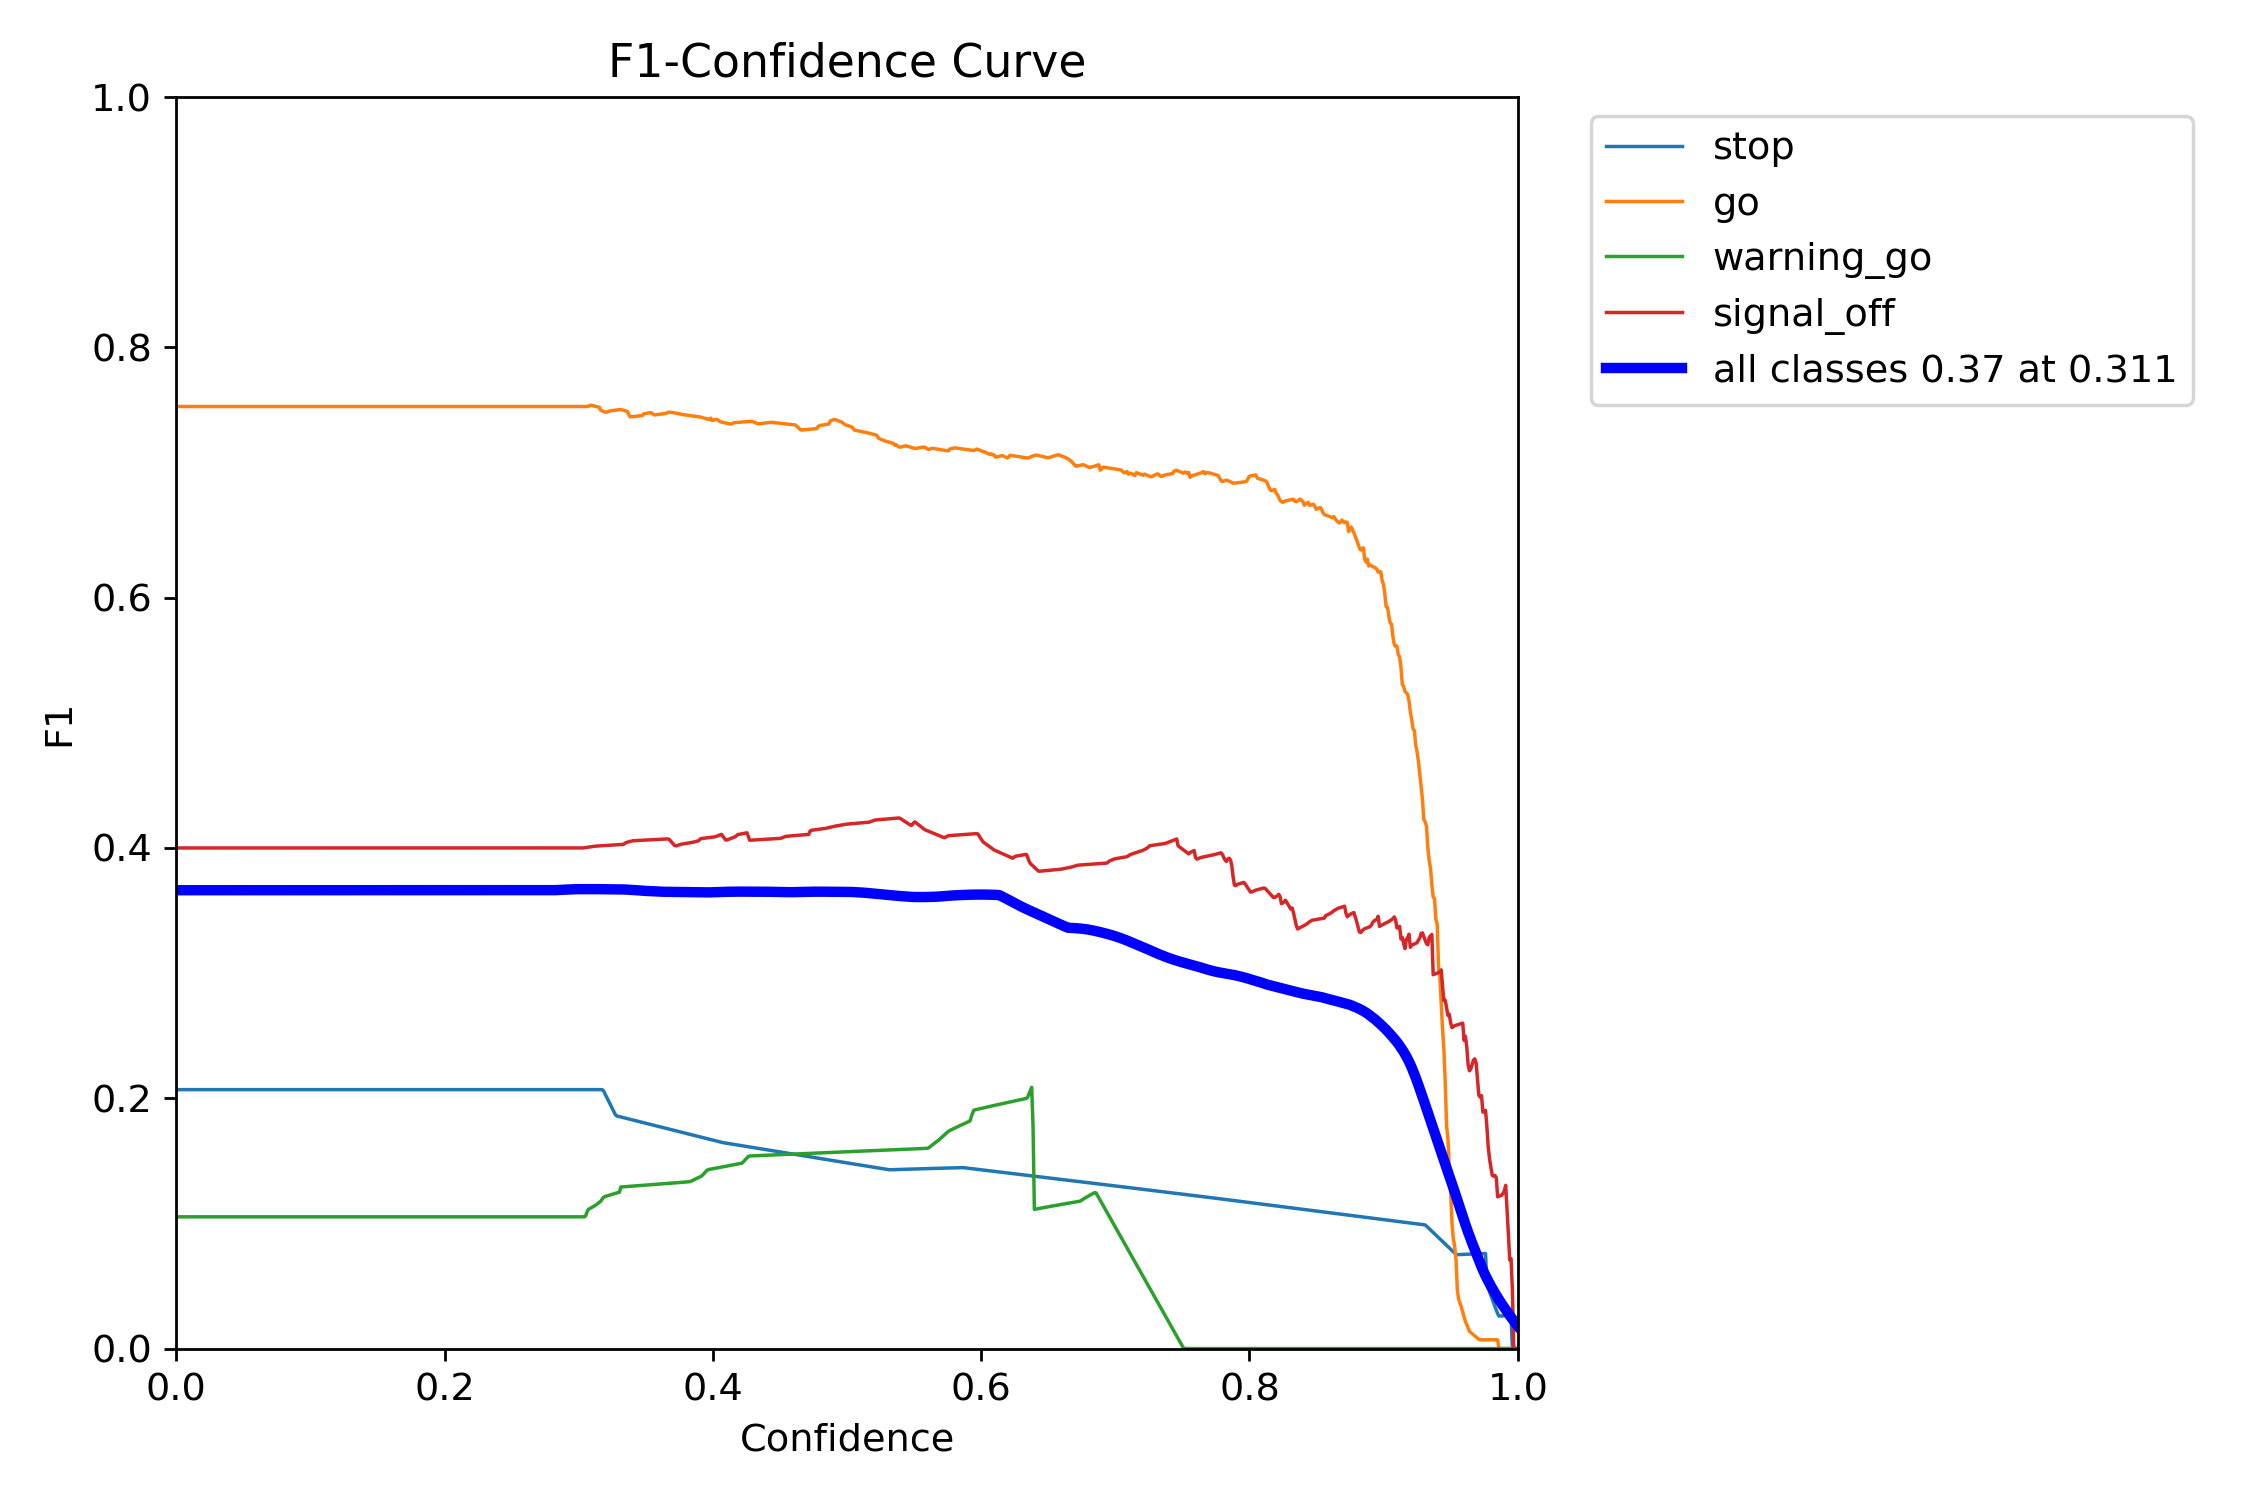 F1-Confidence Curve
1.0
0.8
0.6
0.4
0.2
0.0
F1
0.0 0.2 0.4 0.6 0.8 1.0
Confidence
stop
go
warning_go
signal_off
all classes 0.37 at 0.311